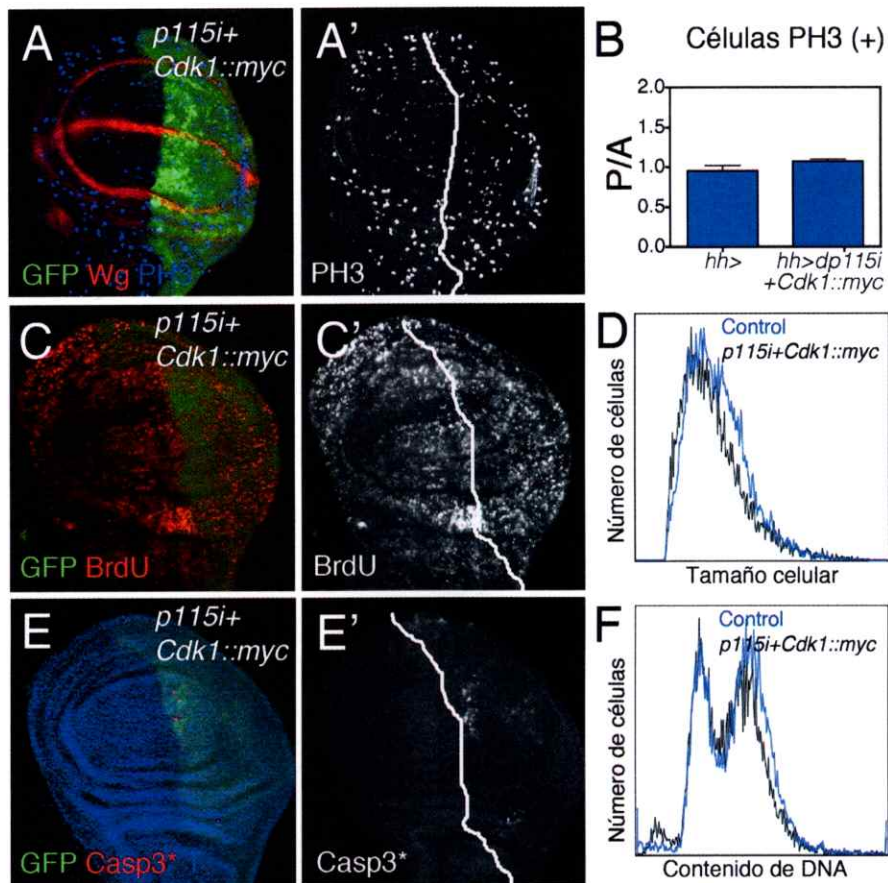 A
p115i+
Cdk1::myc
GFP Wg PH3
A'
PH3
B
Células PH3 (+)
P/A
2.0
1.5
1.0
0.5
0.0
hh>
hh>dp115i
+Cdk1::myc
C
p115i+
Cdk1::myc
GFP BrdU
C'
BrdU
D
Control
p115i+Cdk1::myc
Número de células
Tamaño celular
E
p115i+
Cdk1::myc
GFP Casp3*
E'
Casp3*
F
Control
p115i+Cdk1::myc
Número de células
Contenido de DNA